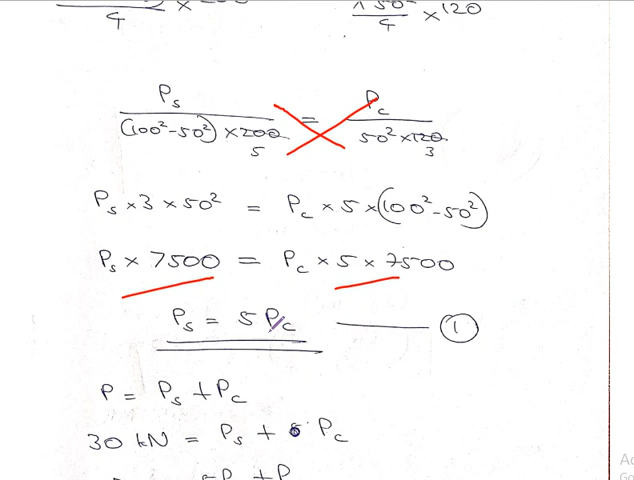 4 ×
π 50² / 4 × 120
Ps / (100² - 50²) × 200 5 = Pc / 50² × 120 3
Ps × 3 × 50² = Pc × 5 × (100² - 50²)
Ps × 7500 = Pc × 5 × 7500
Ps = 5 Pc ——— ①
P = Ps + Pc
30 kN = Ps + Pc